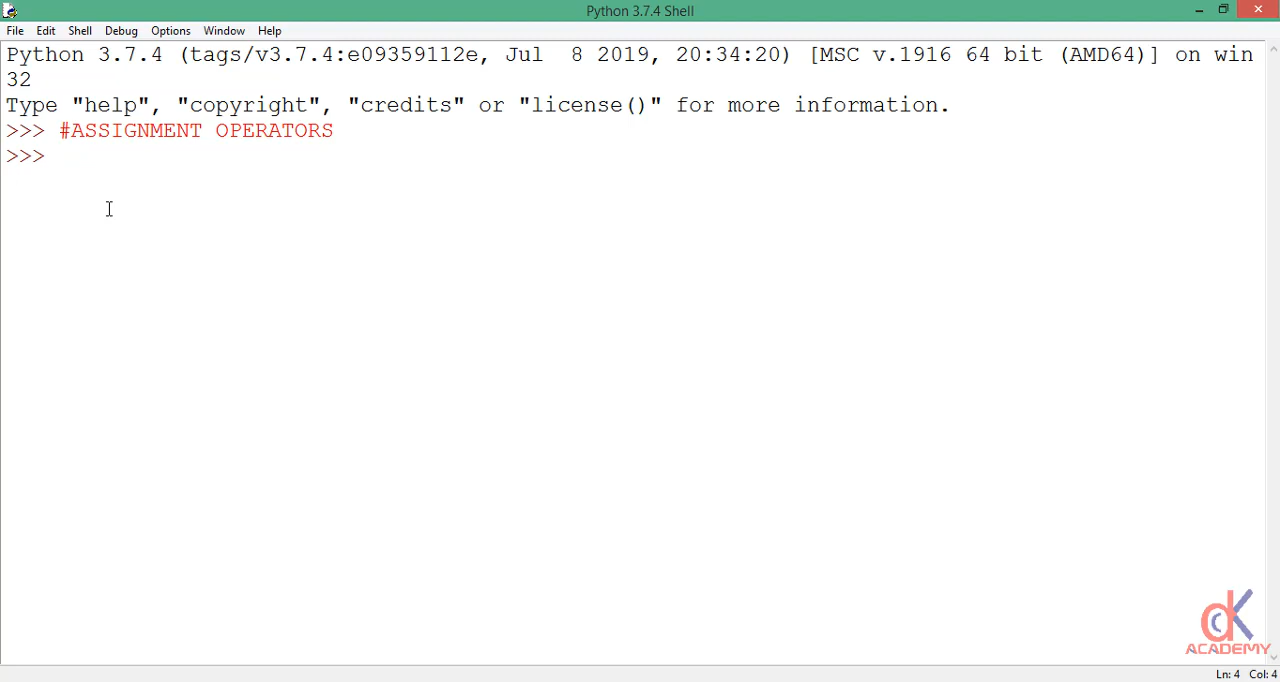 Python 3.7.4 Shell
File Edit Shell Debug Options Window Help
Python 3.7.4 (tags/v3.7.4:e09359112e, Jul  8 2019, 20:34:20) [MSC v.1916 64 bit (AMD64)] on win
32
Type "help", "copyright", "credits" or "license()" for more information.
>>> #ASSIGNMENT OPERATORS
>>>
dCK
ACADEMY
Ln: 4 Col: 4